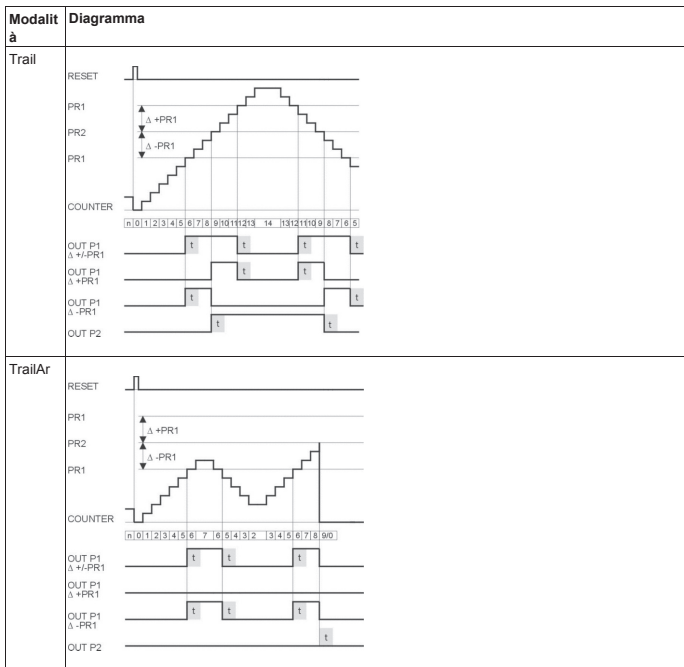 Modalit
à
Diagramma
Trail
RESET
PR1
Δ +PR1
PR2
Δ -PR1
PR1
COUNTER
n 0 1 2 3 4 5 6 7 8 9 10 11 12 13 14 13 12 11 10 9 8 7 6 5
OUT P1
Δ +/-PR1
t t t t
OUT P1
Δ +PR1
t t
OUT P1
Δ -PR1
t t
OUT P2
t t
TrailAr
RESET
PR1
Δ +PR1
PR2
Δ -PR1
PR1
COUNTER
n 0 1 2 3 4 5 6 7 6 5 4 3 2 3 4 5 6 7 8 9/0
OUT P1
Δ +/-PR1
t t t
OUT P1
Δ +PR1
OUT P1
Δ -PR1
t t t
OUT P2
t